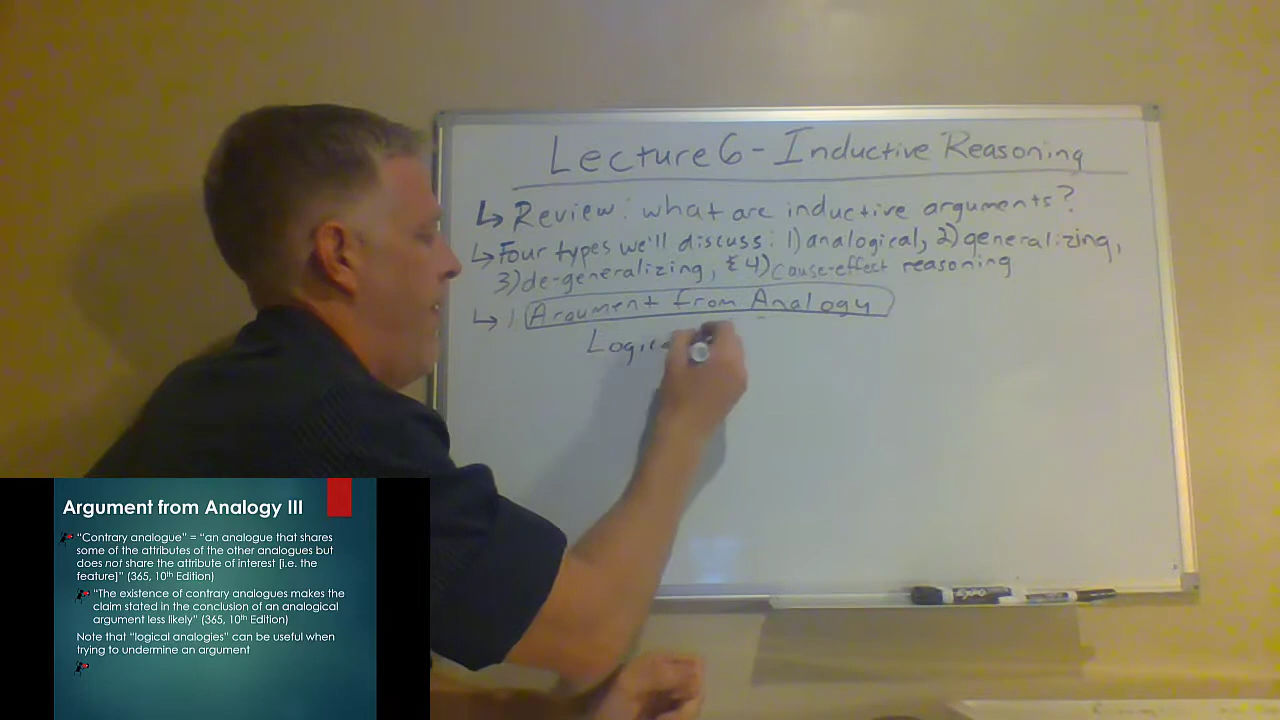 Lecture 6 - Inductive Reasoning
↳ Review: what are inductive arguments?
↳ Four types we'll discuss: 1) analogical, 2) generalizing,
3) de-generalizing, & 4) cause-effect reasoning
↳ 1. Argument from Analogy
Logica
Argument from Analogy III
"Contrary analogue" = "an analogue that shares
some of the attributes of the other analogues but
does not share the attribute of interest [i.e. the
feature]" (365, 10th Edition)
"The existence of contrary analogues makes the
claim stated in the conclusion of an analogical
argument less likely" (365, 10th Edition)
Note that "logical analogies" can be useful when
trying to undermine an argument
EXPO